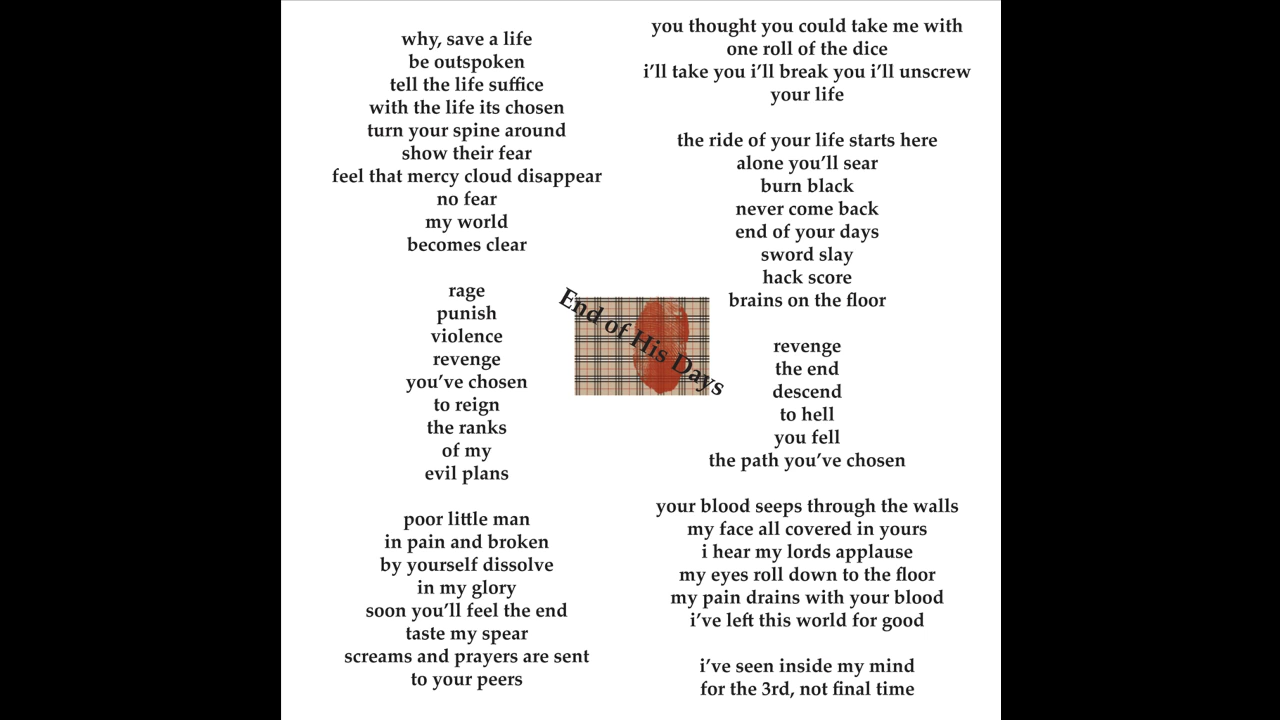 why, save a life
be outspoken
tell the life suffice
with the life its chosen
turn your spine around
show their fear
feel that mercy cloud disappear
no fear
my world
becomes clear
rage
punish
violence
revenge
you've chosen
to reign
the ranks
of my
evil plans
poor little man
in pain and broken
by yourself dissolve
in my glory
soon you'll feel the end
taste my spear
screams and prayers are sent
to your peers
End of His Days
you thought you could take me with
one roll of the dice
i'll take you i'll break you i'll unscrew
your life
the ride of your life starts here
alone you'll sear
burn black
never come back
end of your days
sword slay
hack score
brains on the floor
revenge
the end
descend
to hell
you fell
the path you've chosen
your blood seeps through the walls
my face all covered in yours
i hear my lords applause
my eyes roll down to the floor
my pain drains with your blood
i've left this world for good
i've seen inside my mind
for the 3rd, not final time